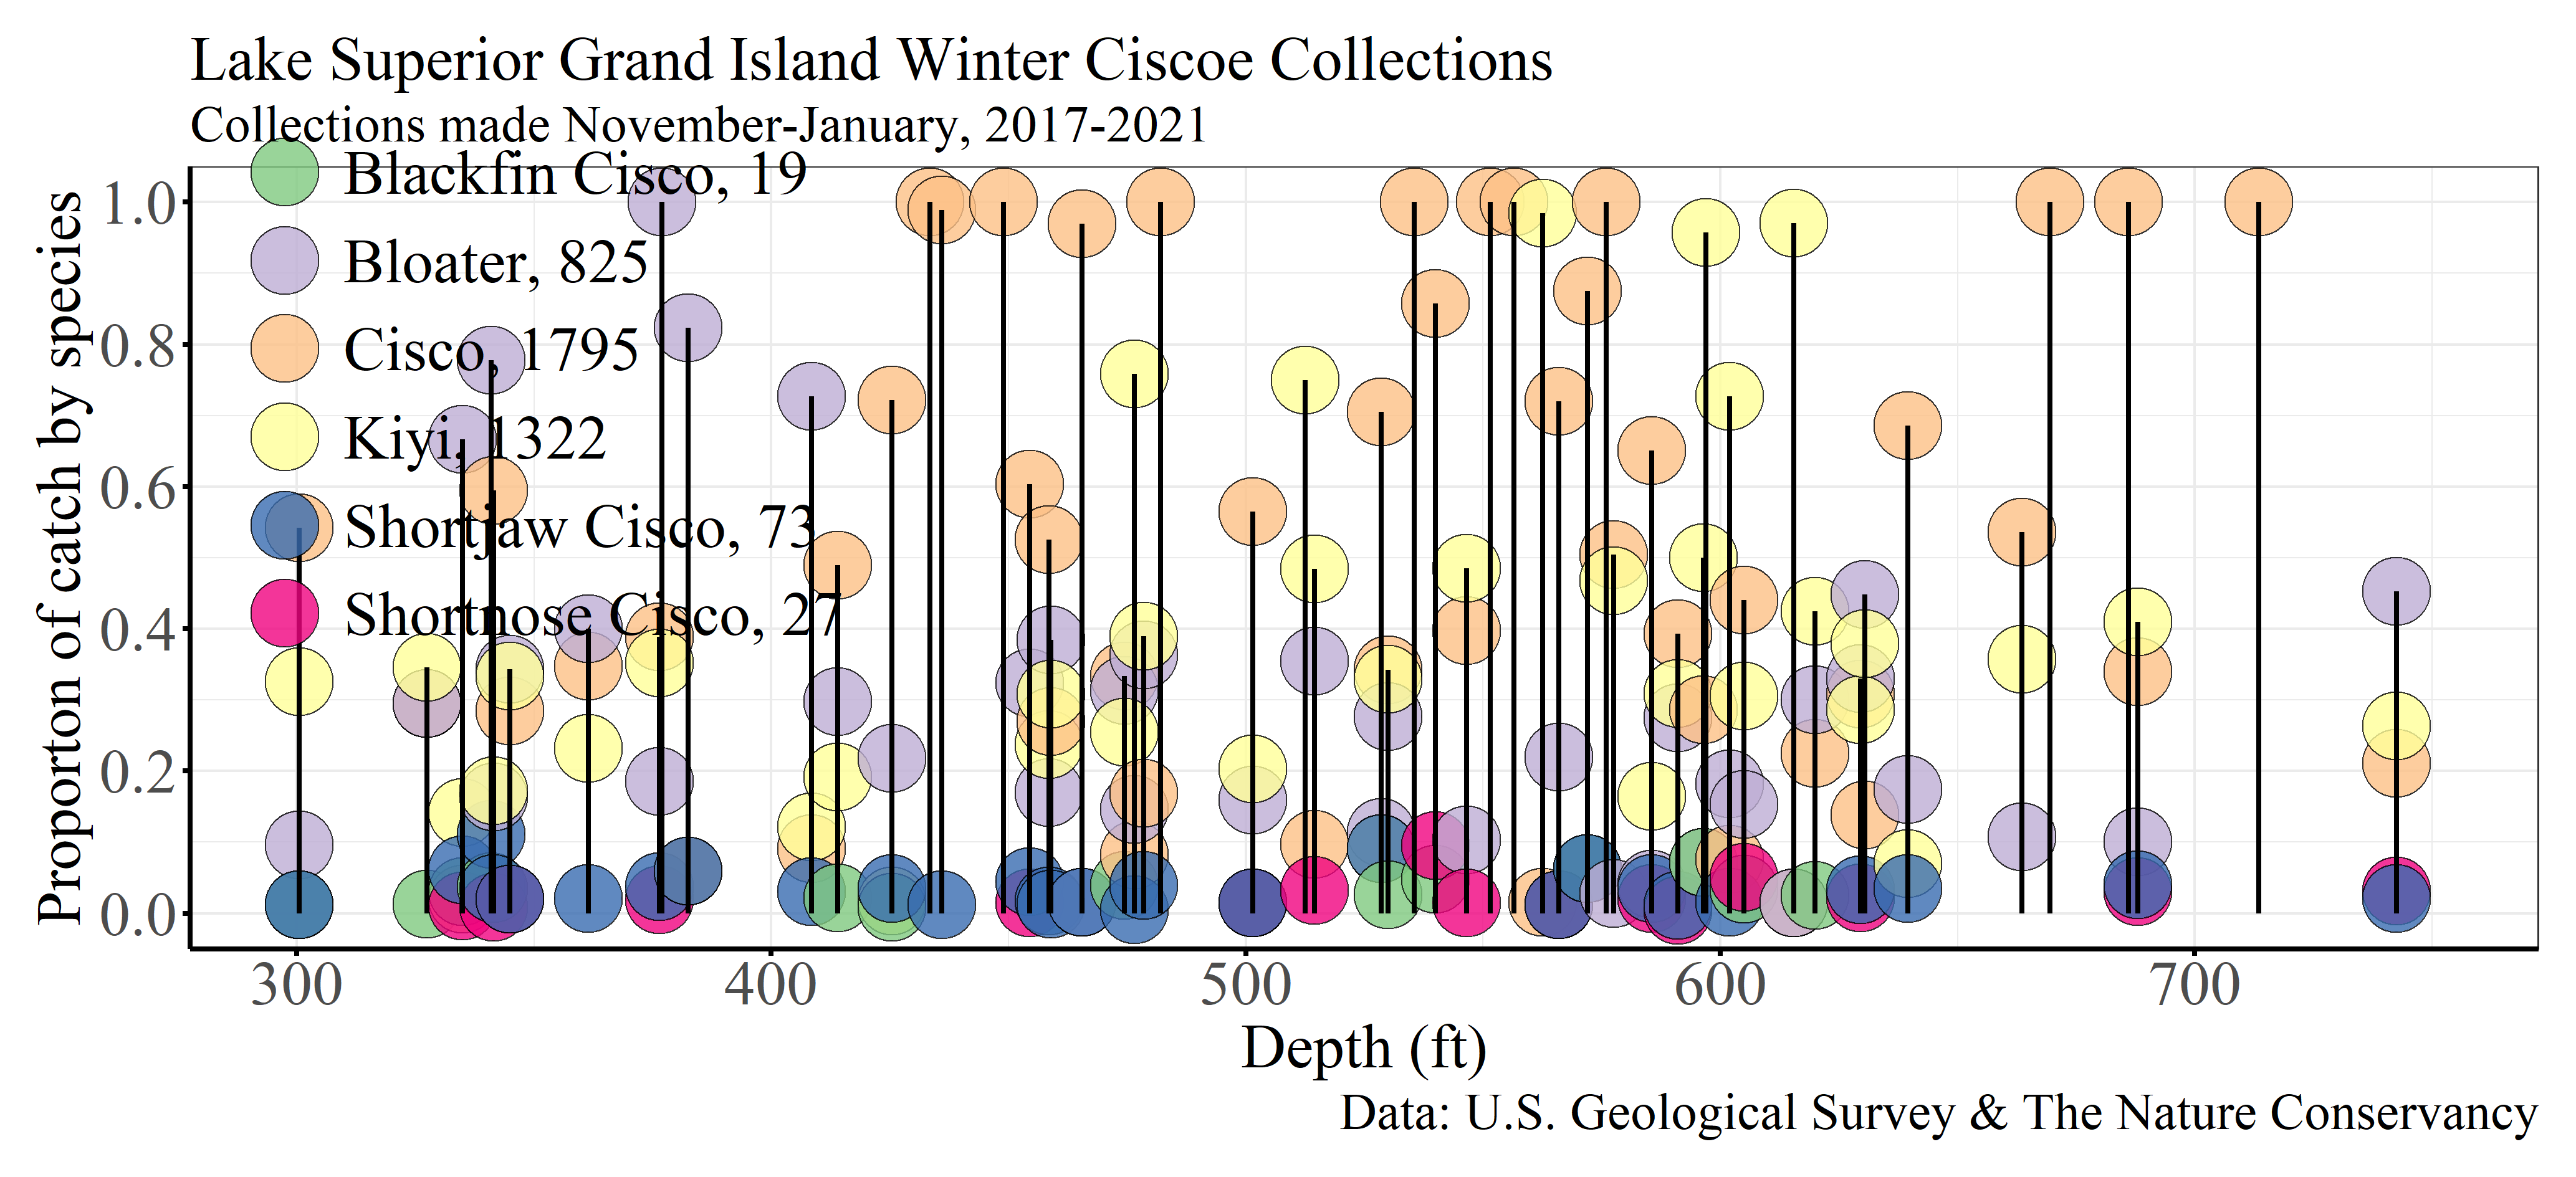 Lake Superior Grand Island Winter Ciscoe Collections
Collections made November-January, 2017-2021
Blackfin Cisco, 19
Bloater, 825
Cisco, 1795
Kiyi, 1322
Shortjaw Cisco, 73
Shortnose Cisco, 27
Proporton of catch by species
1.0
0.8
0.6
0.4
0.2
0.0
300 400 500 600 700
Depth (ft)
Data: U.S. Geological Survey & The Nature Conservancy